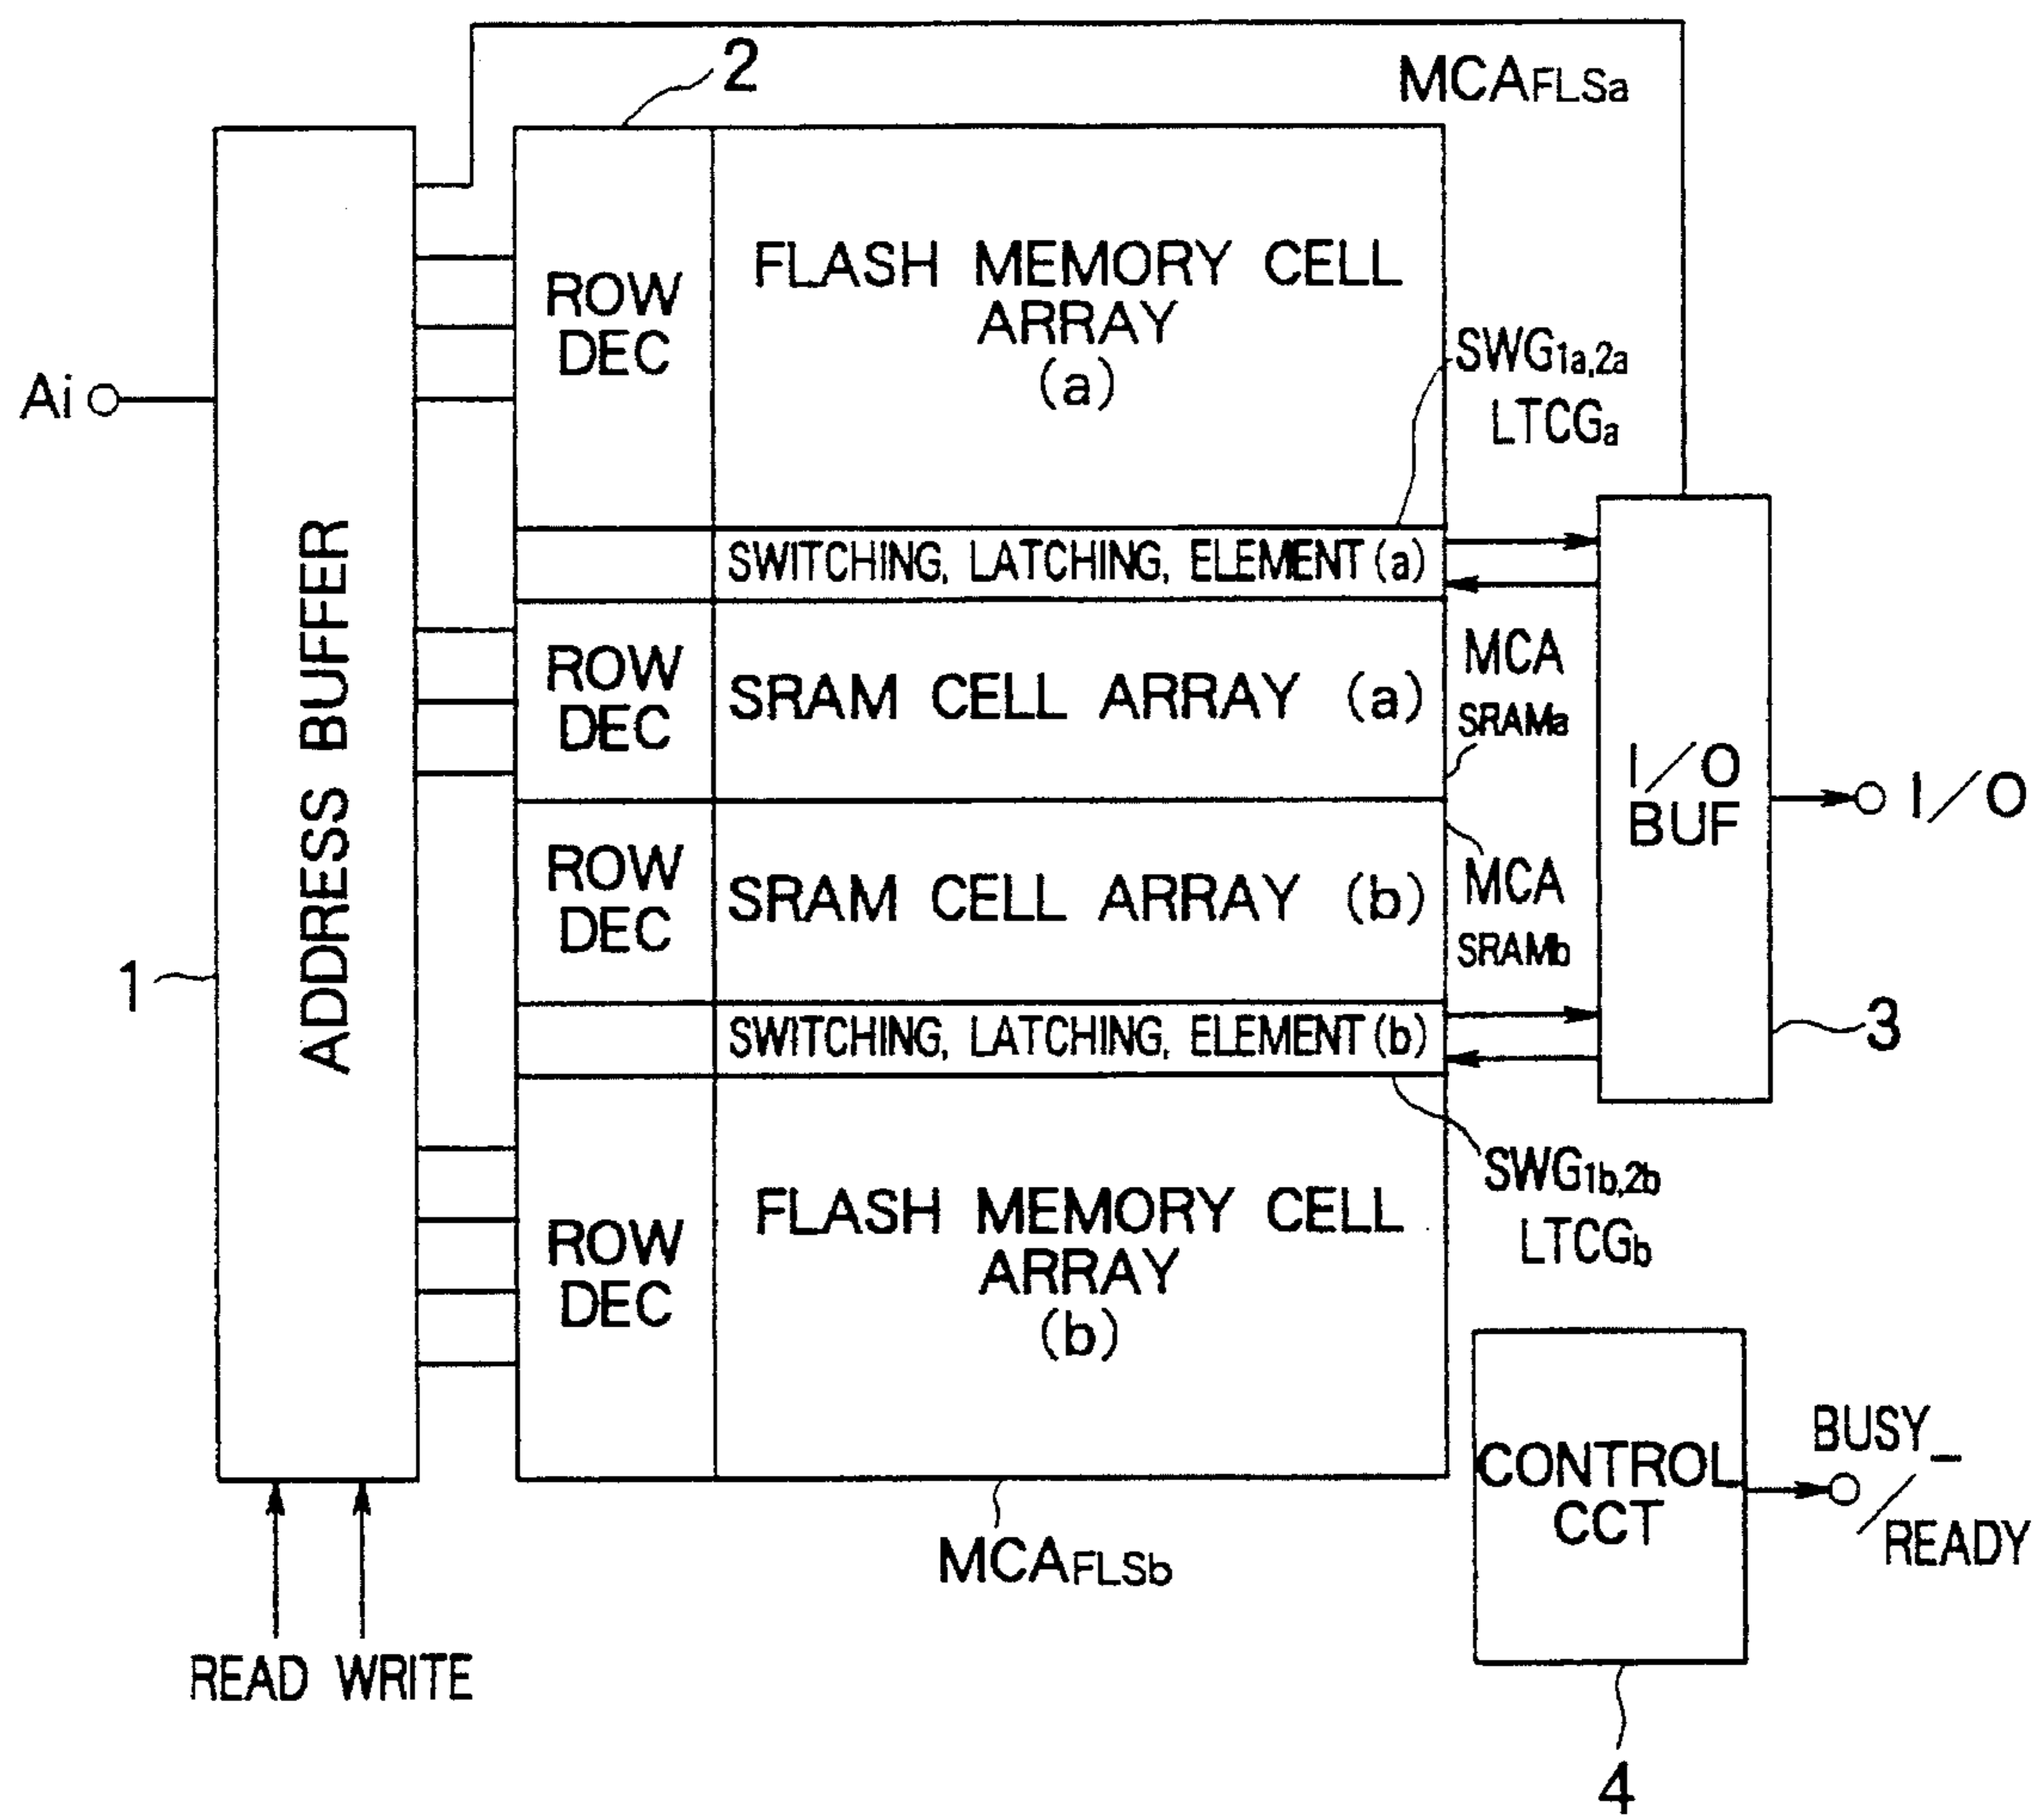 2
MCAFLSa
ROW
DEC
FLASH MEMORY CELL
ARRAY
(a)
Ai
SWG1a,2a
LTCGa
SWITCHING, LATCHING, ELEMENT(a)
ADDRESS BUFFER
ROW
DEC
SRAM CELL ARRAY (a)
MCA
SRAMa
I/O
BUF
I/O
ROW
DEC
SRAM CELL ARRAY (b)
MCA
SRAMb
1
SWITCHING, LATCHING, ELEMENT(b)
3
SWG1b,2b
LTCGb
ROW
DEC
FLASH MEMORY CELL
ARRAY
(b)
CONTROL
CCT
BUSY_
/READY
MCAFLSb
READ WRITE
4